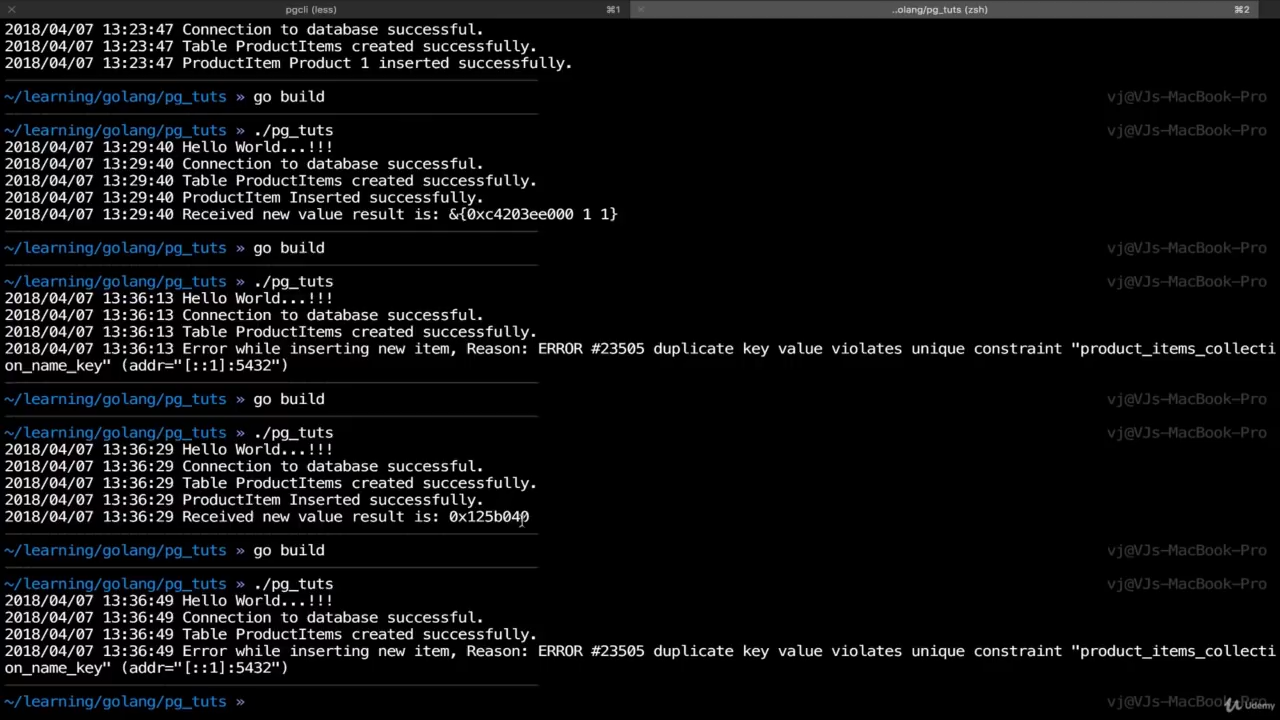 pgcli (less) ⌘1 ..olang/pg_tuts (zsh) ⌘2
2018/04/07 13:23:47 Connection to database successful.
2018/04/07 13:23:47 Table ProductItems created successfully.
2018/04/07 13:23:47 ProductItem Product 1 inserted successfully.
~/learning/golang/pg_tuts » go build vj@VJs-MacBook-Pro
~/learning/golang/pg_tuts » ./pg_tuts vj@VJs-MacBook-Pro
2018/04/07 13:29:40 Hello World...!!!
2018/04/07 13:29:40 Connection to database successful.
2018/04/07 13:29:40 Table ProductItems created successfully.
2018/04/07 13:29:40 ProductItem Inserted successfully.
2018/04/07 13:29:40 Received new value result is: &{0xc4203ee000 1 1}
~/learning/golang/pg_tuts » go build vj@VJs-MacBook-Pro
~/learning/golang/pg_tuts » ./pg_tuts vj@VJs-MacBook-Pro
2018/04/07 13:36:13 Hello World...!!!
2018/04/07 13:36:13 Connection to database successful.
2018/04/07 13:36:13 Table ProductItems created successfully.
2018/04/07 13:36:13 Error while inserting new item, Reason: ERROR #23505 duplicate key value violates unique constraint "product_items_collecti
on_name_key" (addr="[::1]:5432")
~/learning/golang/pg_tuts » go build vj@VJs-MacBook-Pro
~/learning/golang/pg_tuts » ./pg_tuts vj@VJs-MacBook-Pro
2018/04/07 13:36:29 Hello World...!!!
2018/04/07 13:36:29 Connection to database successful.
2018/04/07 13:36:29 Table ProductItems created successfully.
2018/04/07 13:36:29 ProductItem Inserted successfully.
2018/04/07 13:36:29 Received new value result is: 0x125b040
~/learning/golang/pg_tuts » go build vj@VJs-MacBook-Pro
~/learning/golang/pg_tuts » ./pg_tuts vj@VJs-MacBook-Pro
2018/04/07 13:36:49 Hello World...!!!
2018/04/07 13:36:49 Connection to database successful.
2018/04/07 13:36:49 Table ProductItems created successfully.
2018/04/07 13:36:49 Error while inserting new item, Reason: ERROR #23505 duplicate key value violates unique constraint "product_items_collecti
on_name_key" (addr="[::1]:5432")
~/learning/golang/pg_tuts » vj@VJs-MacBook-Pro
Udemy